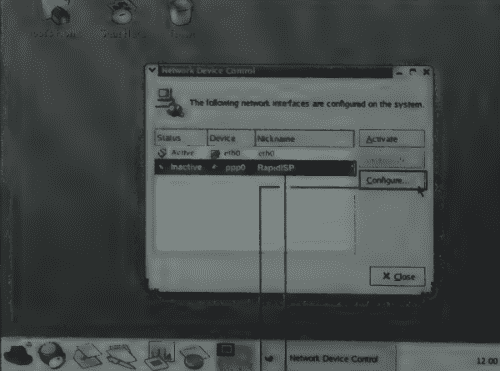 Network Device Control
The following network interfaces are configured on the system.
Status Device Nickname
Activate
Active eth0 eth0
Inactive ppp0 RapidISP
Configure...
Close
Network Device Control
12:00